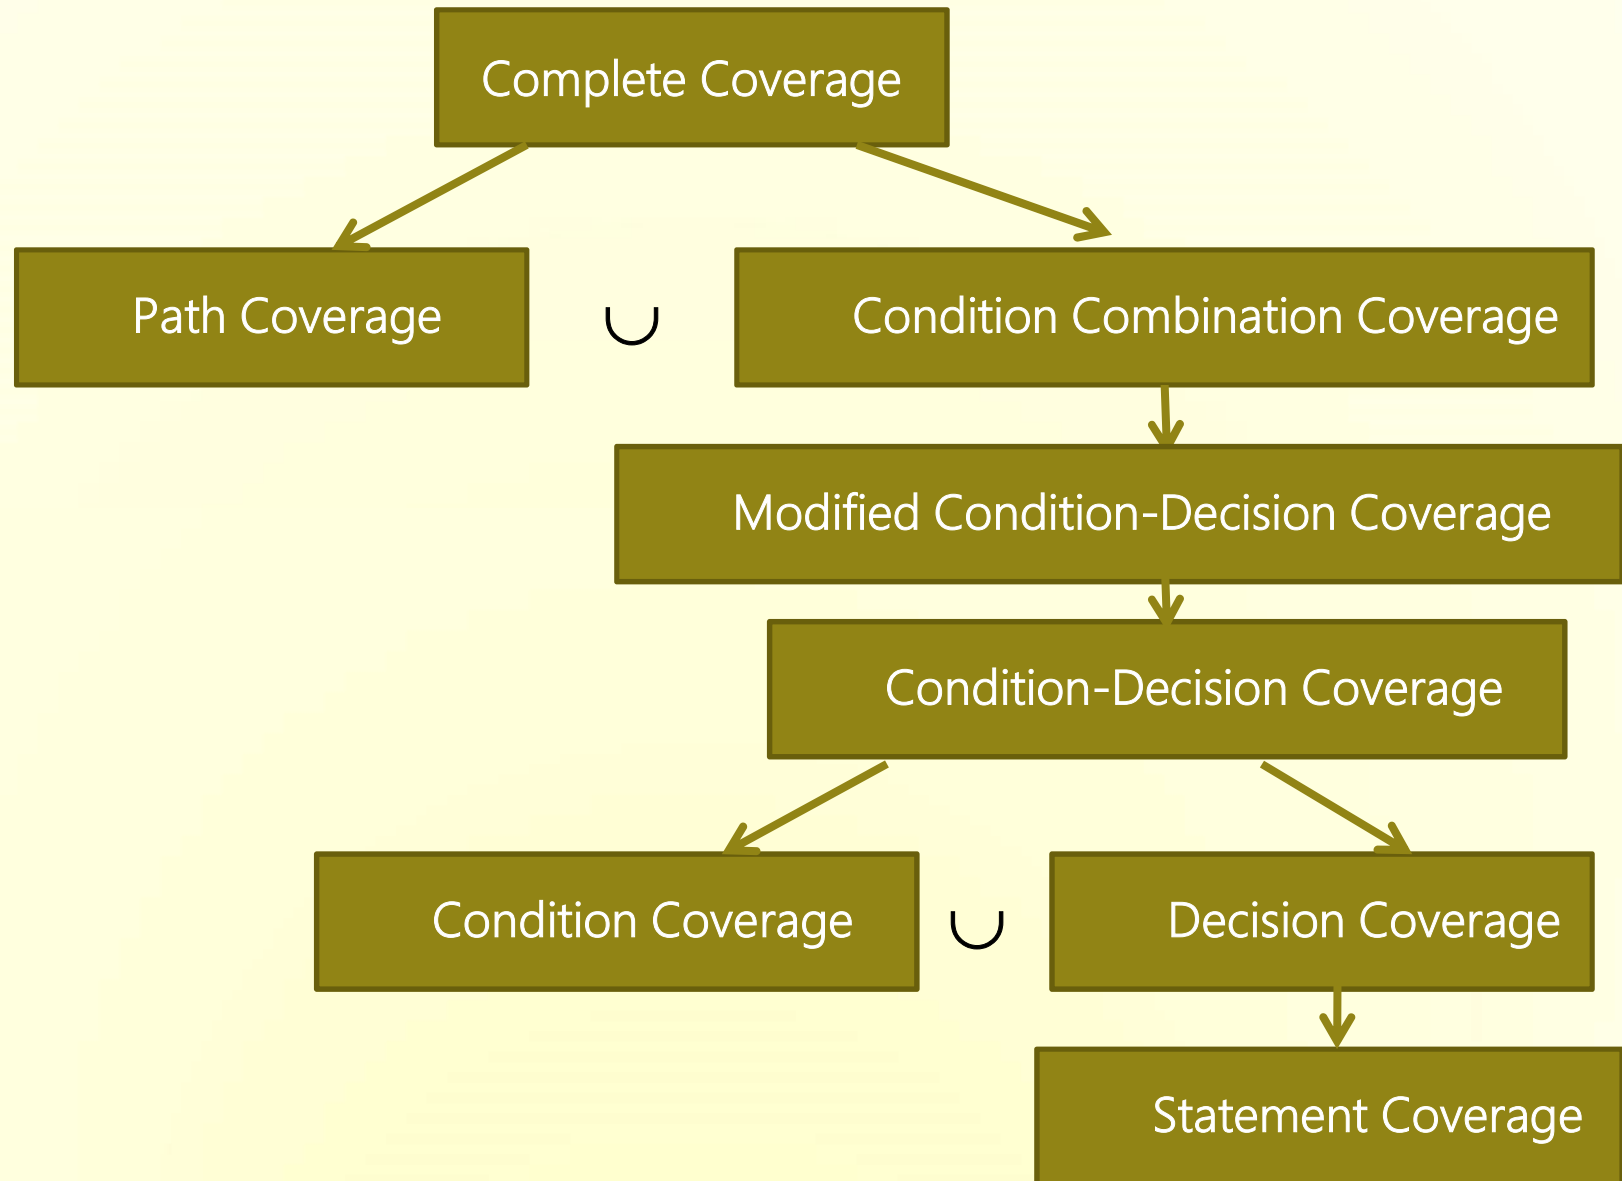 Complete Coverage
Path Coverage
∪
Condition Combination Coverage
Modified Condition-Decision Coverage
Condition-Decision Coverage
Condition Coverage
∪
Decision Coverage
Statement Coverage